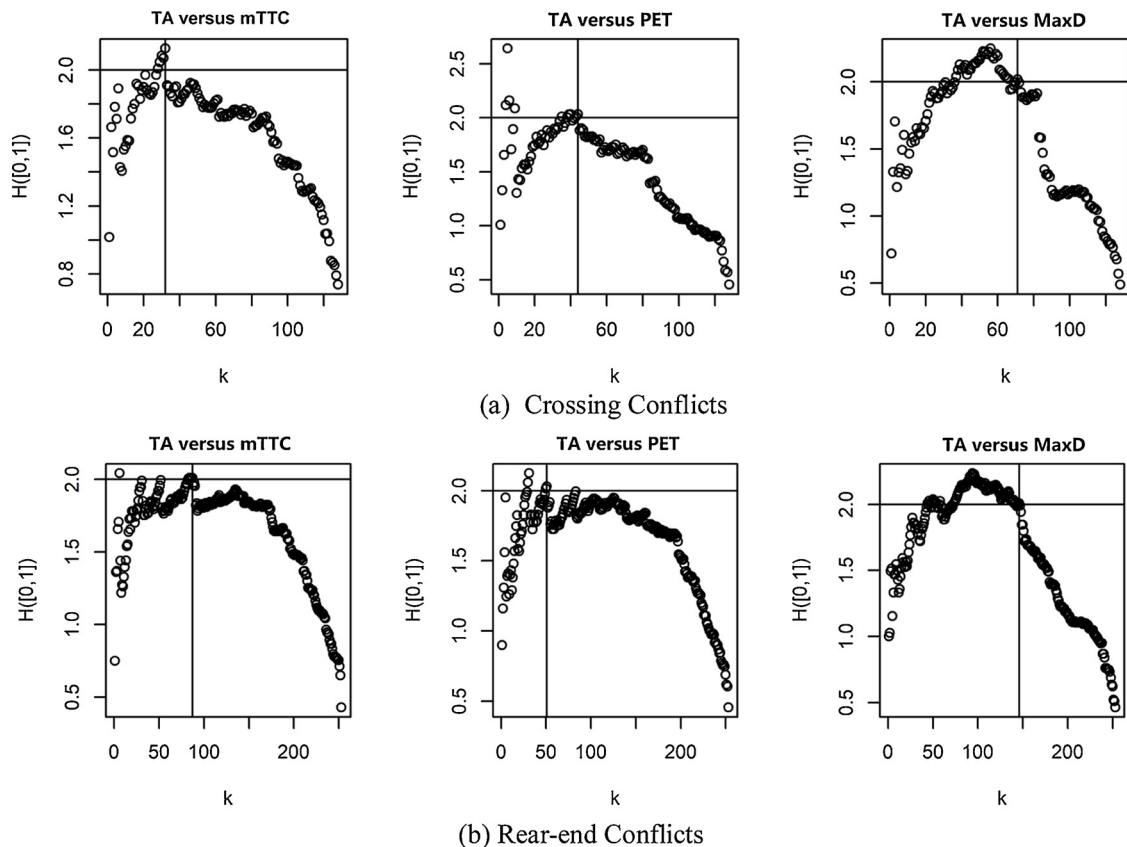 TA versus mTTC
TA versus PET
TA versus MaxD
H([0,1])
0.8 1.2 1.6 2.0
0 20 60 100
k
H([0,1])
0.5 1.0 1.5 2.0 2.5
0 20 60 100
k
H([0,1])
0.5 1.0 1.5 2.0
0 20 60 100
k
(a) Crossing Conflicts
TA versus mTTC
TA versus PET
TA versus MaxD
H([0,1])
0.5 1.0 1.5 2.0
0 50 100 200
k
H([0,1])
0.5 1.0 1.5 2.0
0 50 100 200
k
H([0,1])
0.5 1.0 1.5 2.0
0 50 100 200
k
(b) Rear-end Conflicts